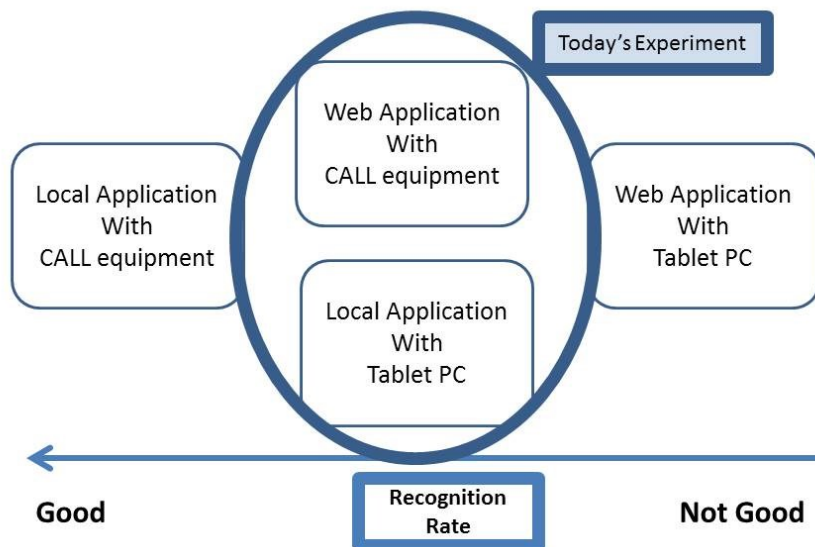 Today's Experiment
Web Application
With
CALL equipment
Local Application
With
CALL equipment
Web Application
With
Tablet PC
Local Application
With
Tablet PC
Good
Recognition
Rate
Not Good